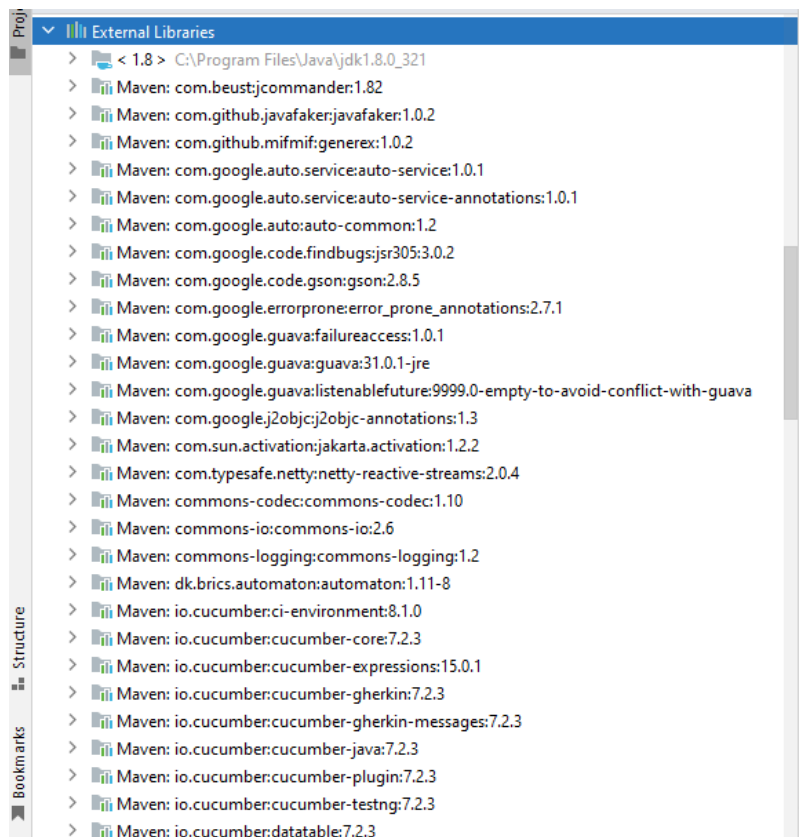 Proj
External Libraries
< 1.8 > C:\Program Files\Java\jdk1.8.0_321
Maven: com.beust:jcommander:1.82
Maven: com.github.javafaker:javafaker:1.0.2
Maven: com.github.mifmif:generex:1.0.2
Maven: com.google.auto.service:auto-service:1.0.1
Maven: com.google.auto.service:auto-service-annotations:1.0.1
Maven: com.google.auto:auto-common:1.2
Maven: com.google.code.findbugs:jsr305:3.0.2
Maven: com.google.code.gson:gson:2.8.5
Maven: com.google.errorprone:error_prone_annotations:2.7.1
Maven: com.google.guava:failureaccess:1.0.1
Maven: com.google.guava:guava:31.0.1-jre
Maven: com.google.guava:listenablefuture:9999.0-empty-to-avoid-conflict-with-guava
Maven: com.google.j2objc:j2objc-annotations:1.3
Maven: com.sun.activation:jakarta.activation:1.2.2
Maven: com.typesafe.netty:netty-reactive-streams:2.0.4
Maven: commons-codec:commons-codec:1.10
Maven: commons-io:commons-io:2.6
Maven: commons-logging:commons-logging:1.2
Maven: dk.brics.automaton:automaton:1.11-8
Maven: io.cucumber:ci-environment:8.1.0
Maven: io.cucumber:cucumber-core:7.2.3
Maven: io.cucumber:cucumber-expressions:15.0.1
Maven: io.cucumber:cucumber-gherkin:7.2.3
Maven: io.cucumber:cucumber-gherkin-messages:7.2.3
Maven: io.cucumber:cucumber-java:7.2.3
Maven: io.cucumber:cucumber-plugin:7.2.3
Maven: io.cucumber:cucumber-testng:7.2.3
Maven: io.cucumber:datatable:7.2.3
Structure
Bookmarks